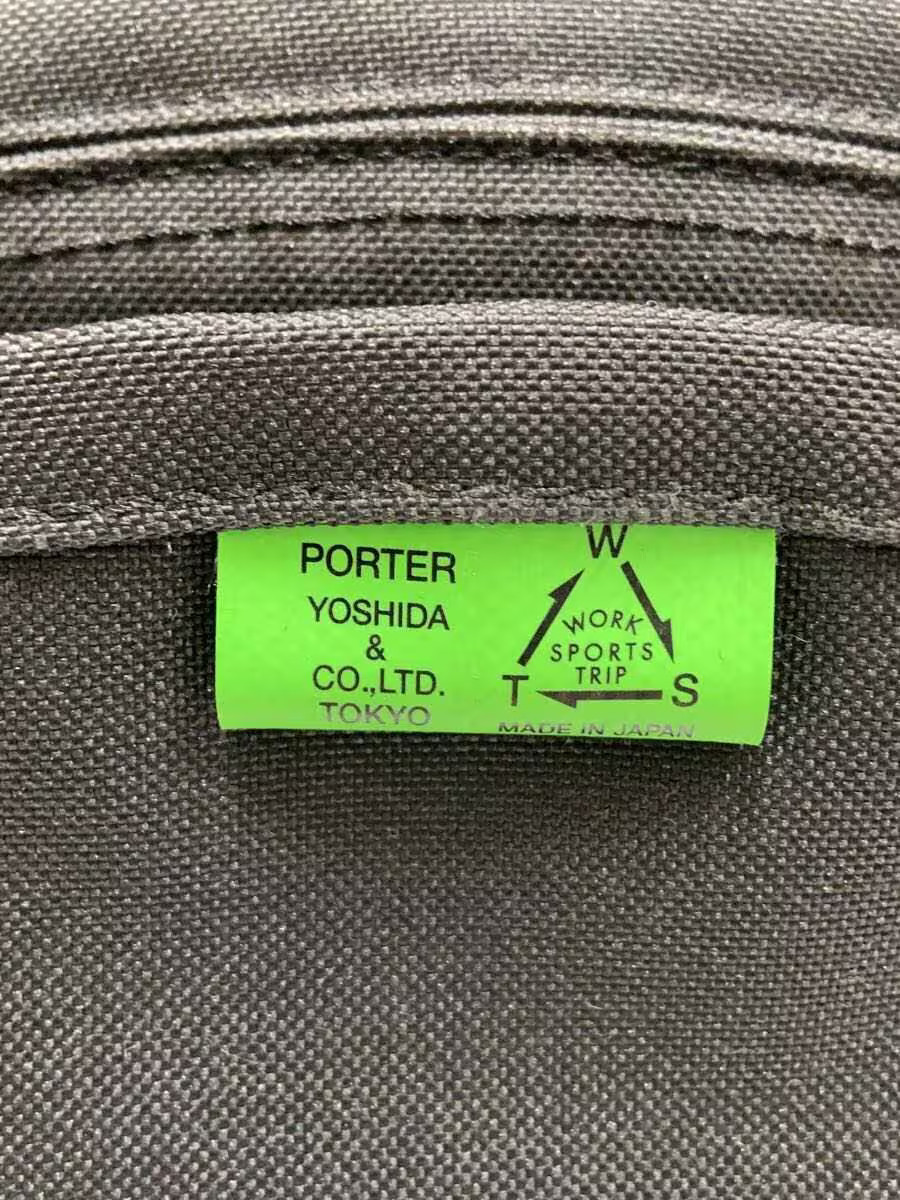 PORTER
YOSHIDA
&
CO.,LTD.
TOKYO
W
WORK
SPORTS
TRIP
T S
MADE IN JAPAN